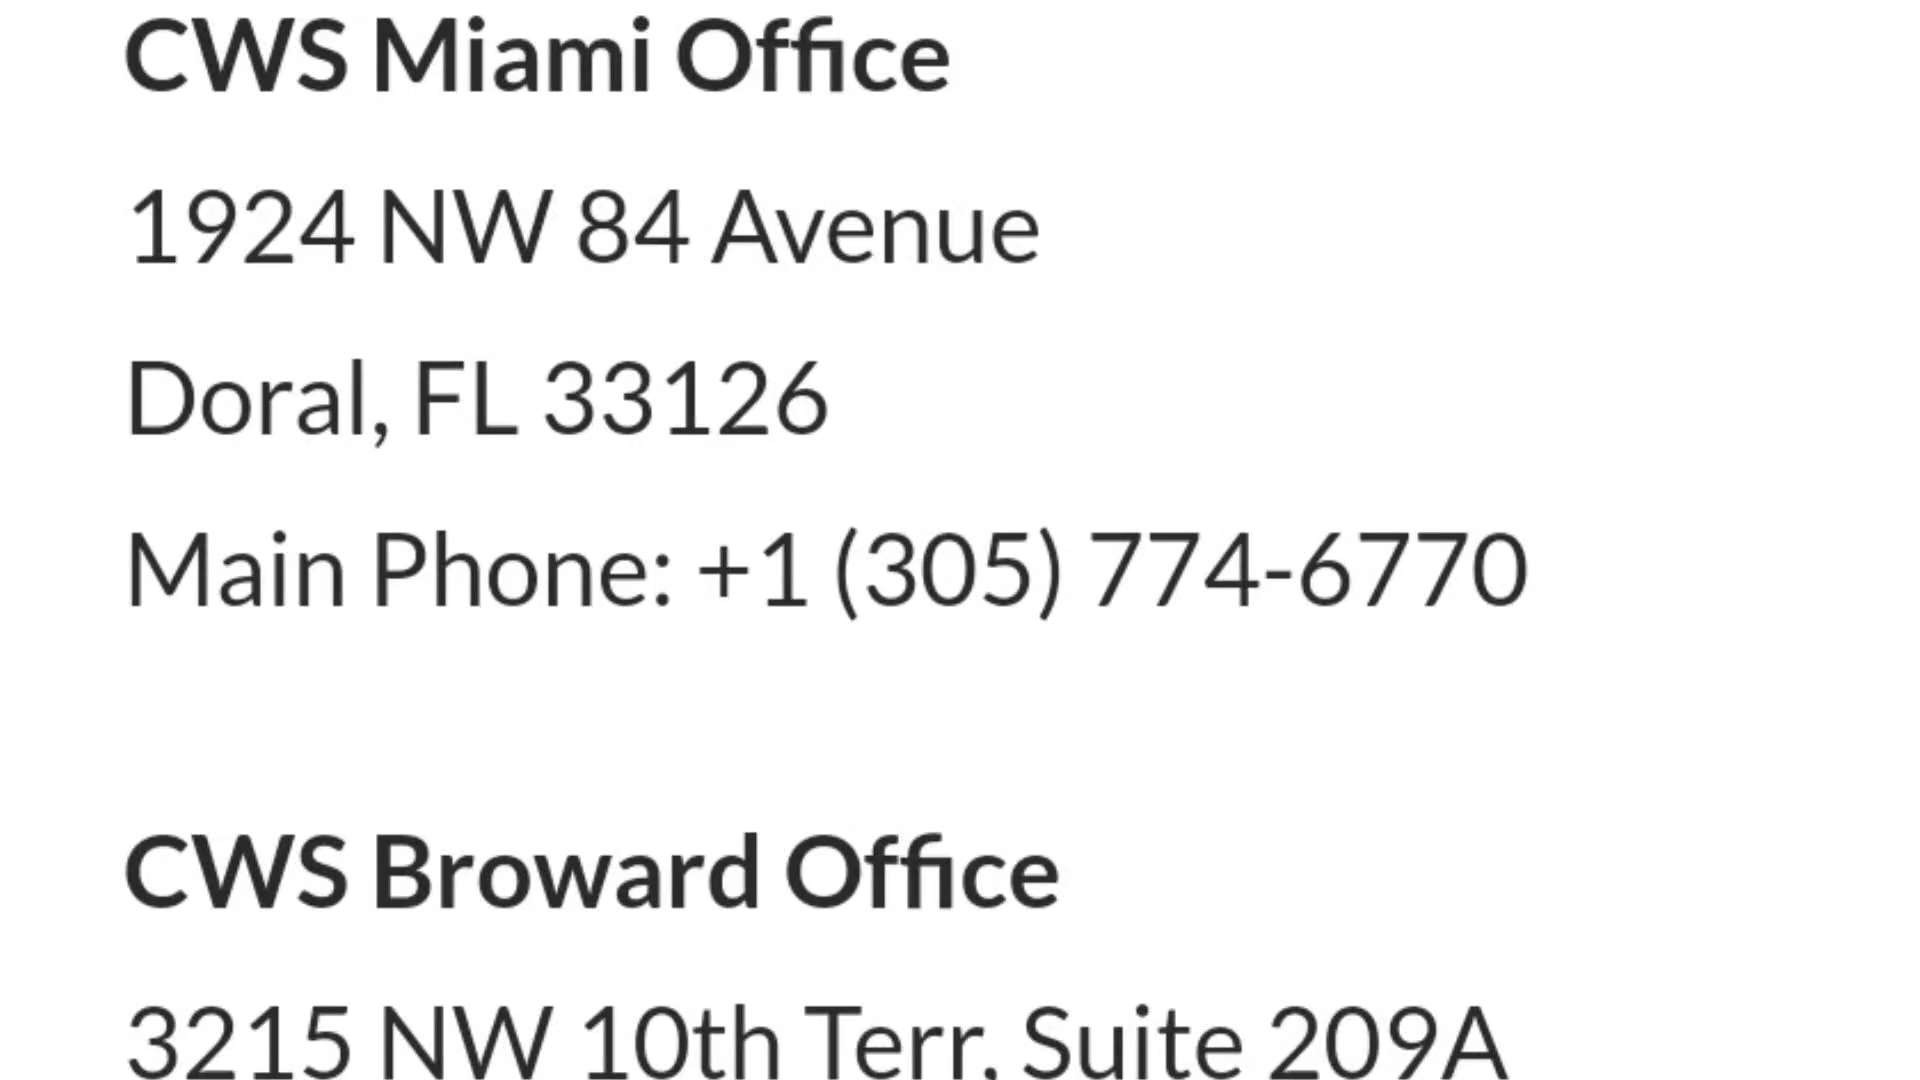 CWS Miami Office
1924 NW 84 Avenue
Doral, FL 33126
Main Phone: +1 (305) 774-6770
CWS Broward Office
3215 NW 10th Terr, Suite 209A